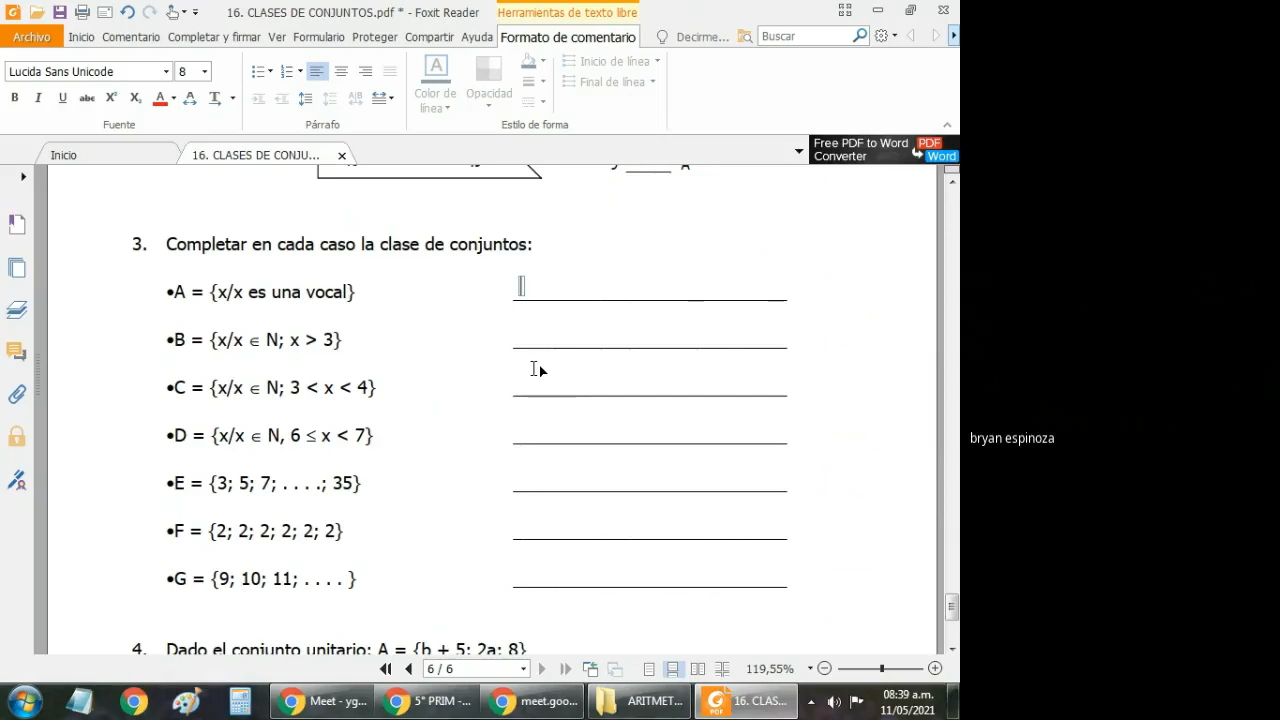 16. CLASES DE CONJUNTOS.pdf * - Foxit Reader
Herramientas de texto libre
Archivo Inicio Comentario Completar y firmar Ver Formulario Proteger Compartir Ayuda Formato de comentario Decirme... Buscar
Lucida Sans Unicode 8
Color de línea
Opacidad
Inicio de línea
Final de línea
Fuente Párrafo Estilo de forma
Inicio 16. CLASES DE CONJU...
Free PDF to Word Converter PDF Word
3. Completar en cada caso la clase de conjuntos:
•A = {x/x es una vocal}
•B = {x/x ∈ N; x > 3}
•C = {x/x ∈ N; 3 < x < 4}
•D = {x/x ∈ N, 6 ≤ x < 7}
•E = {3; 5; 7; . . . .; 35}
•F = {2; 2; 2; 2; 2; 2}
•G = {9; 10; 11; . . . . }
4. Dado el conjunto unitario: A = {b + 5; 2a; 8}
bryan espinoza
6 / 6 119,55%
Meet - yg... 5° PRIM -... meet.goo... ARITMET... 16. CLAS...
08:39 a.m.
11/05/2021